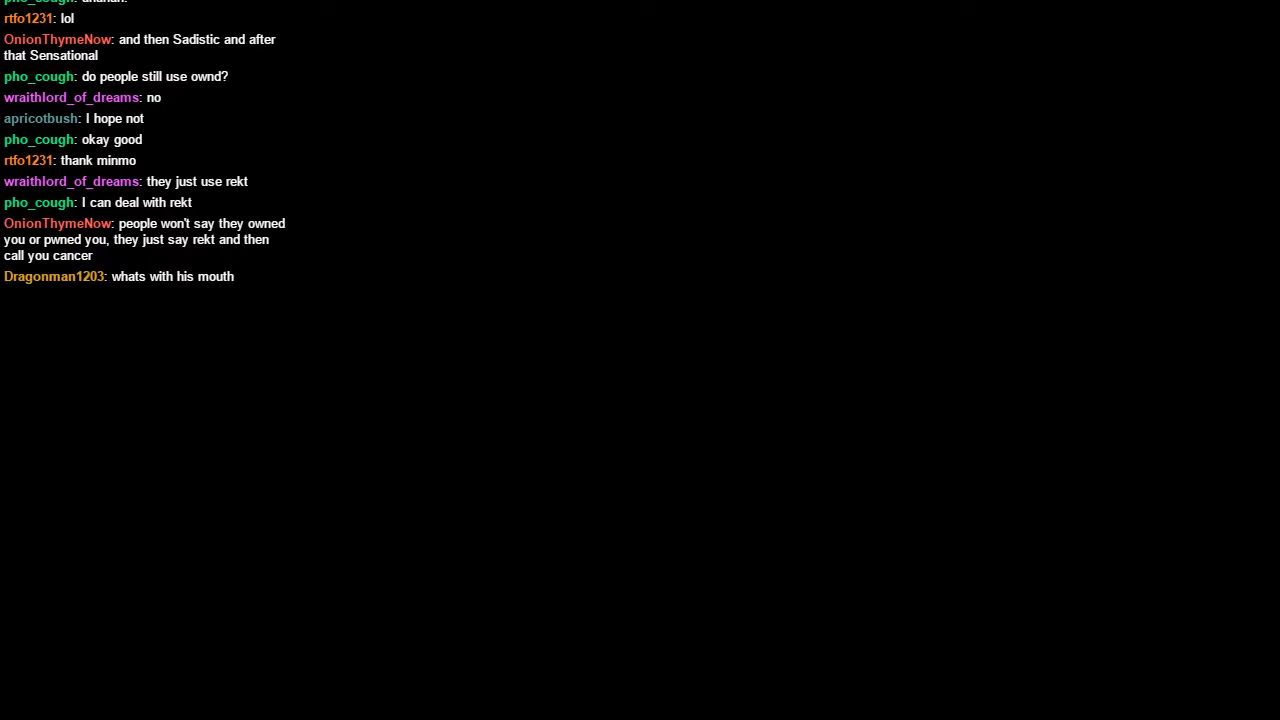 rtfo1231: lol
OnionThymeNow: and then Sadistic and after
that Sensational
pho_cough: do people still use ownd?
wraithlord_of_dreams: no
apricotbush: I hope not
pho_cough: okay good
rtfo1231: thank minmo
wraithlord_of_dreams: they just use rekt
pho_cough: I can deal with rekt
OnionThymeNow: people won't say they owned
you or pwned you, they just say rekt and then
call you cancer
Dragonman1203: whats with his mouth